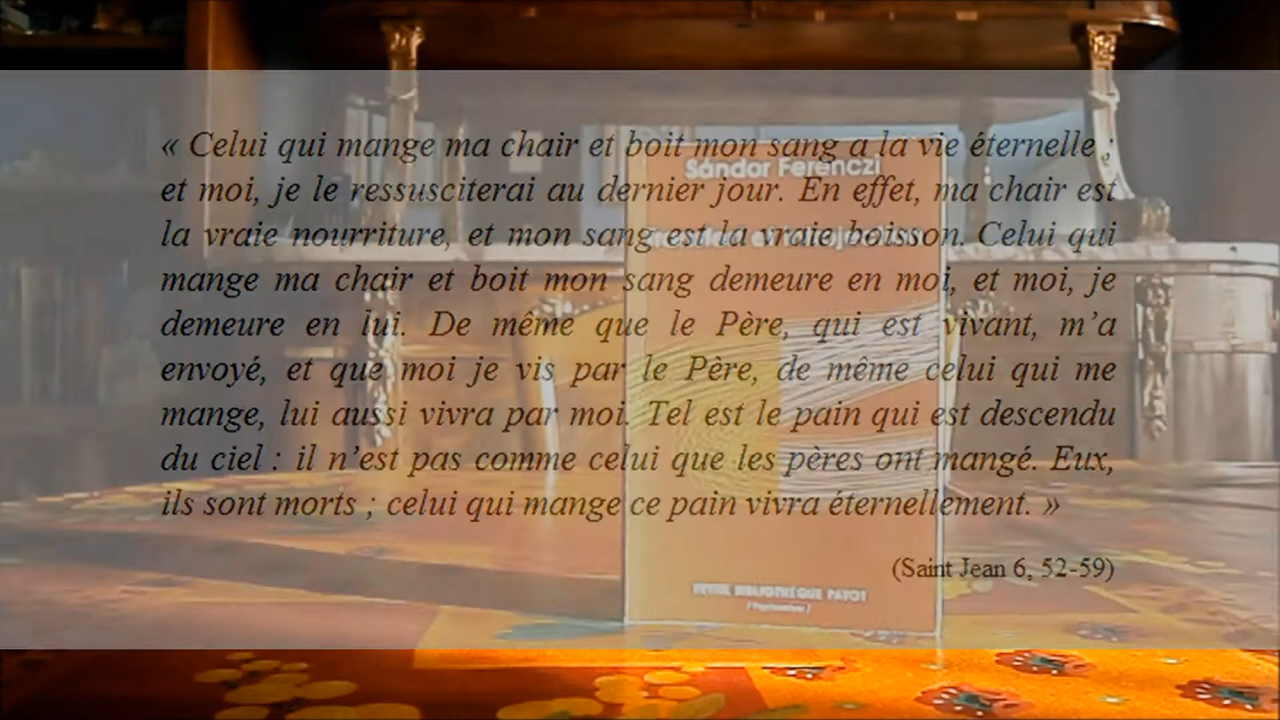 « Celui qui mange ma chair et boit mon sang a la vie éternelle ;
et moi, je le ressusciterai au dernier jour. En effet, ma chair est
la vraie nourriture, et mon sang est la vraie boisson. Celui qui
mange ma chair et boit mon sang demeure en moi, et moi, je
demeure en lui. De même que le Père, qui est vivant, m’a
envoyé, et que moi je vis par le Père, de même celui qui me
mange, lui aussi vivra par moi. Tel est le pain qui est descendu
du ciel : il n’est pas comme celui que les pères ont mangé. Eux,
ils sont morts ; celui qui mange ce pain vivra éternellement. »
(Saint Jean 6, 52-59)
Sándor Ferenczi
PETITE BIBLIOTHEQUE PAYOT